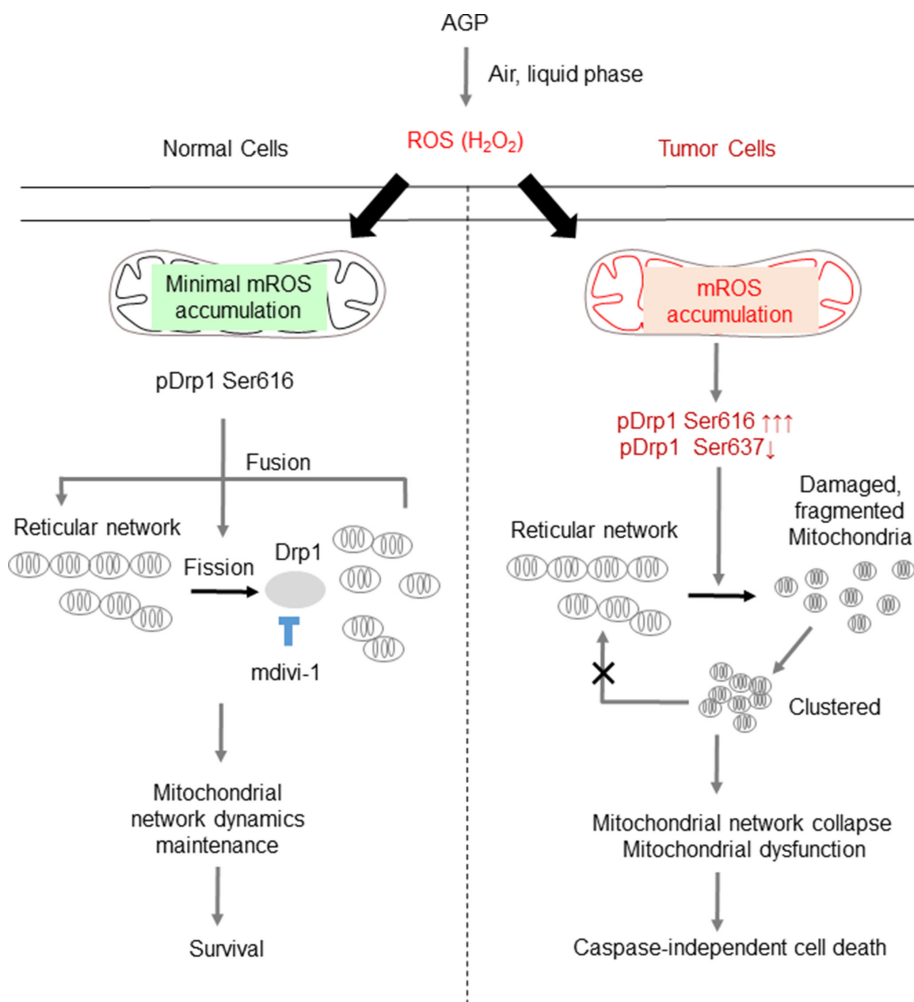 AGP
Air, liquid phase
Normal Cells
ROS (H₂O₂)
Tumor Cells
Minimal mROS
accumulation
mROS
accumulation
pDrp1 Ser616
pDrp1 Ser616 ↑↑↑
pDrp1 Ser637↓
Fusion
Reticular network
Fission
Drp1
mdivi-1
Reticular network
Damaged,
fragmented
Mitochondria
Clustered
Mitochondrial
network dynamics
maintenance
Mitochondrial network collapse
Mitochondrial dysfunction
Survival
Caspase-independent cell death